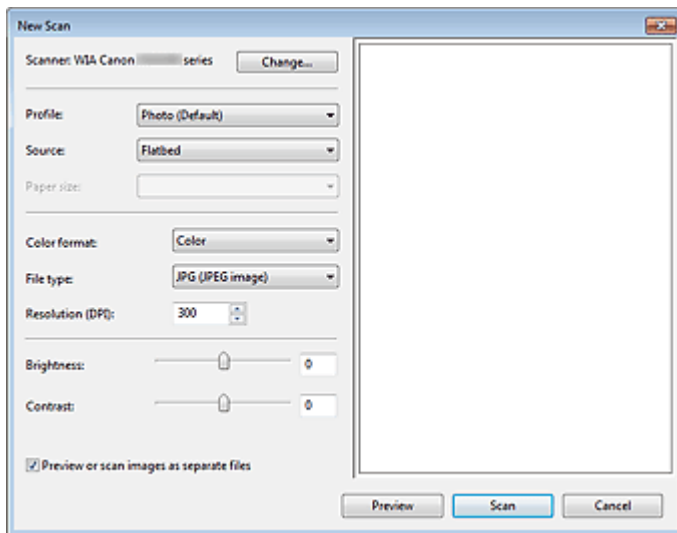 New Scan
Scanner: WIA Canon series
Change...
Profile: Photo (Default)
Source: Flatbed
Paper size:
Color format: Color
File type: JPG (JPEG image)
Resolution (DPI): 300
Brightness: 0
Contrast: 0
Preview or scan images as separate files
Preview Scan Cancel